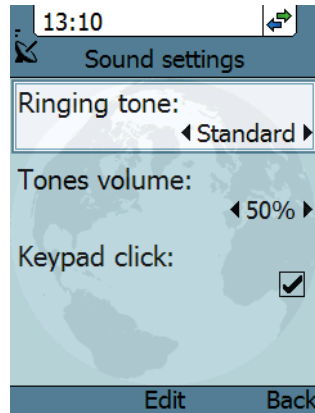 13:10
Sound settings
Ringing tone:
Standard
Tones volume:
50%
Keypad click:
Edit Back